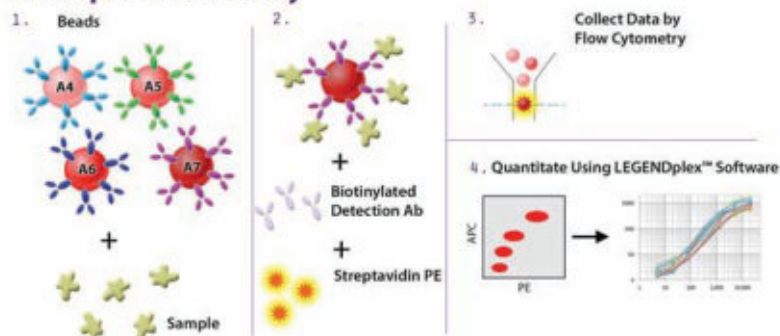 1.
Beads
A4
A5
A6
A7
+
Sample
2.
+
Biotinylated
Detection Ab
+
Streptavidin PE
3.
Collect Data by
Flow Cytometry
4. Quantitate Using LEGENDplex™ Software
APC
PE